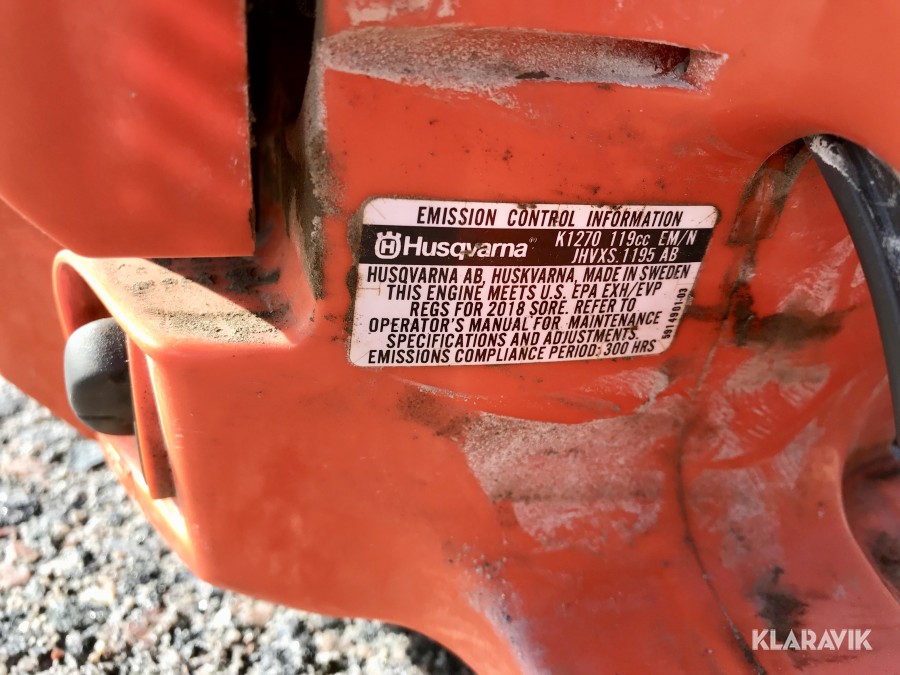 EMISSION CONTROL INFORMATION
Husqvarna® K1270 119cc EM/N
JHVXS.1195 AB
HUSQVARNA AB, HUSKVARNA, MADE IN SWEDEN
THIS ENGINE MEETS U.S. EPA EXH/EVP
REGS FOR 2018 SORE. REFER TO
OPERATOR'S MANUAL FOR MAINTENANCE
SPECIFICATIONS AND ADJUSTMENTS.
EMISSIONS COMPLIANCE PERIOD: 300 HRS
KLARAVIK